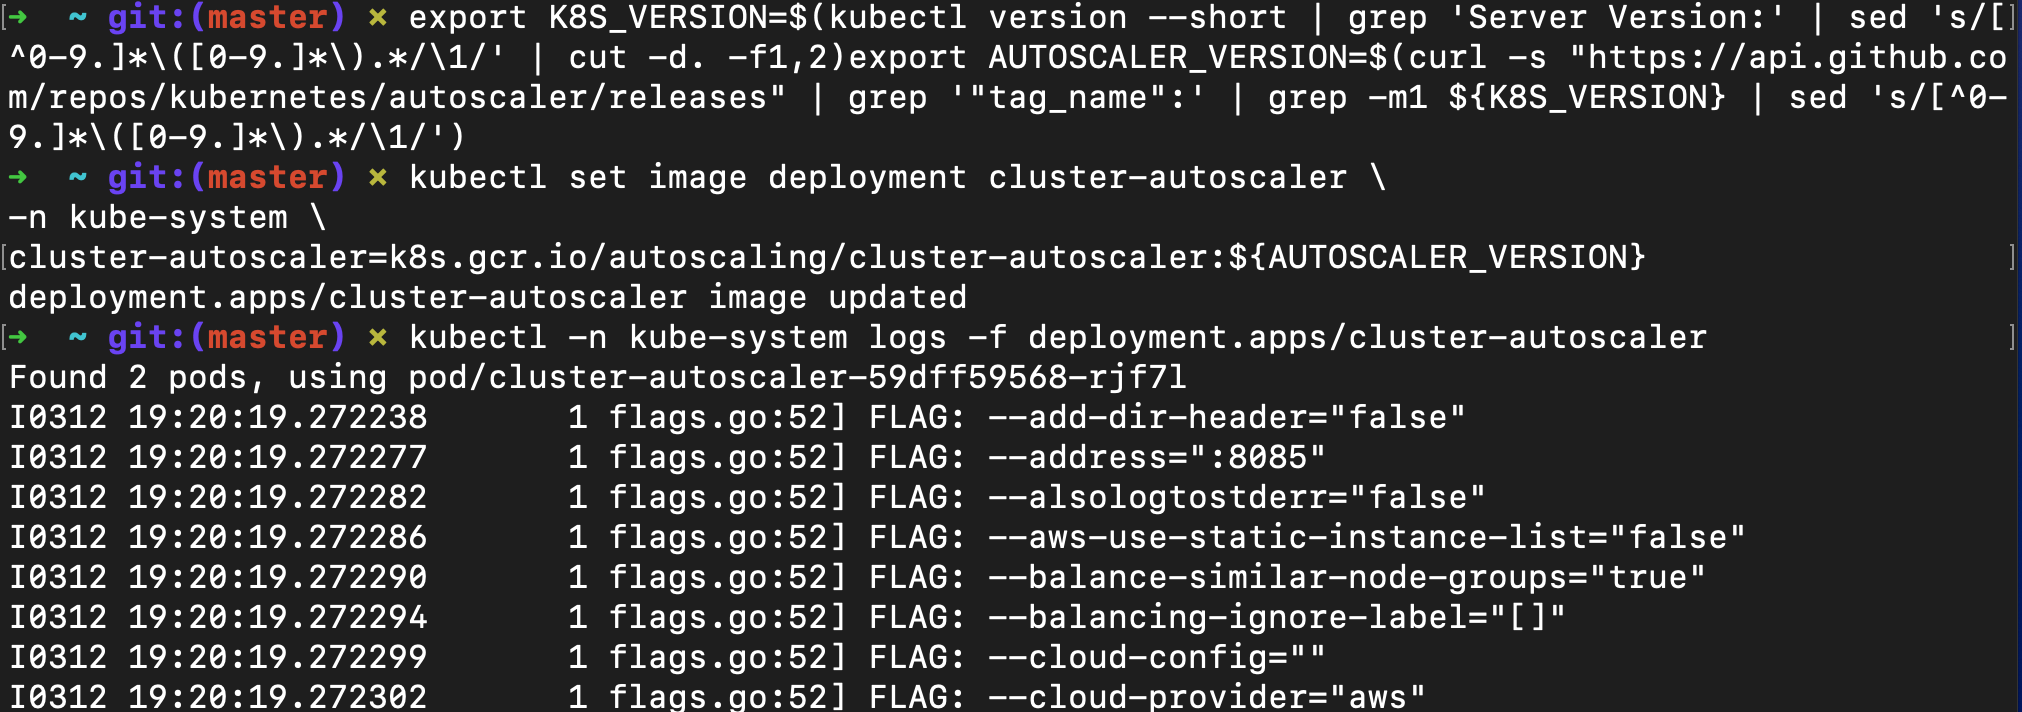 [➜  ~ git:(master) ✗ export K8S_VERSION=$(kubectl version --short | grep 'Server Version:' | sed 's/[]
^0-9.]*\([0-9.]*\).*/\1/' | cut -d. -f1,2)export AUTOSCALER_VERSION=$(curl -s "https://api.github.co
m/repos/kubernetes/autoscaler/releases" | grep '"tag_name":' | grep -m1 ${K8S_VERSION} | sed 's/[^0-
9.]*\([0-9.]*\).*/\1/')
➜  ~ git:(master) ✗ kubectl set image deployment cluster-autoscaler \
-n kube-system \
[cluster-autoscaler=k8s.gcr.io/autoscaling/cluster-autoscaler:${AUTOSCALER_VERSION} ]
deployment.apps/cluster-autoscaler image updated
[➜  ~ git:(master) ✗ kubectl -n kube-system logs -f deployment.apps/cluster-autoscaler ]
Found 2 pods, using pod/cluster-autoscaler-59dff59568-rjf7l
I0312 19:20:19.272238       1 flags.go:52] FLAG: --add-dir-header="false"
I0312 19:20:19.272277       1 flags.go:52] FLAG: --address=":8085"
I0312 19:20:19.272282       1 flags.go:52] FLAG: --alsologtostderr="false"
I0312 19:20:19.272286       1 flags.go:52] FLAG: --aws-use-static-instance-list="false"
I0312 19:20:19.272290       1 flags.go:52] FLAG: --balance-similar-node-groups="true"
I0312 19:20:19.272294       1 flags.go:52] FLAG: --balancing-ignore-label="[]"
I0312 19:20:19.272299       1 flags.go:52] FLAG: --cloud-config=""
I0312 19:20:19.272302       1 flags.go:52] FLAG: --cloud-provider="aws"